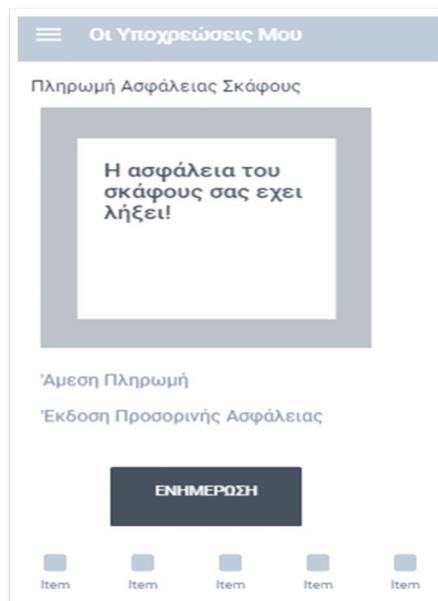 Οι Υποχρεώσεις Μου
Πληρωμή Ασφάλειας Σκάφους
Η ασφάλεια του
σκάφους σας εχει
λήξει!
Άμεση Πληρωμή
Έκδοση Προσορινής Ασφάλειας
ΕΝΗΜΕΡΩΣΗ
Item Item Item Item Item